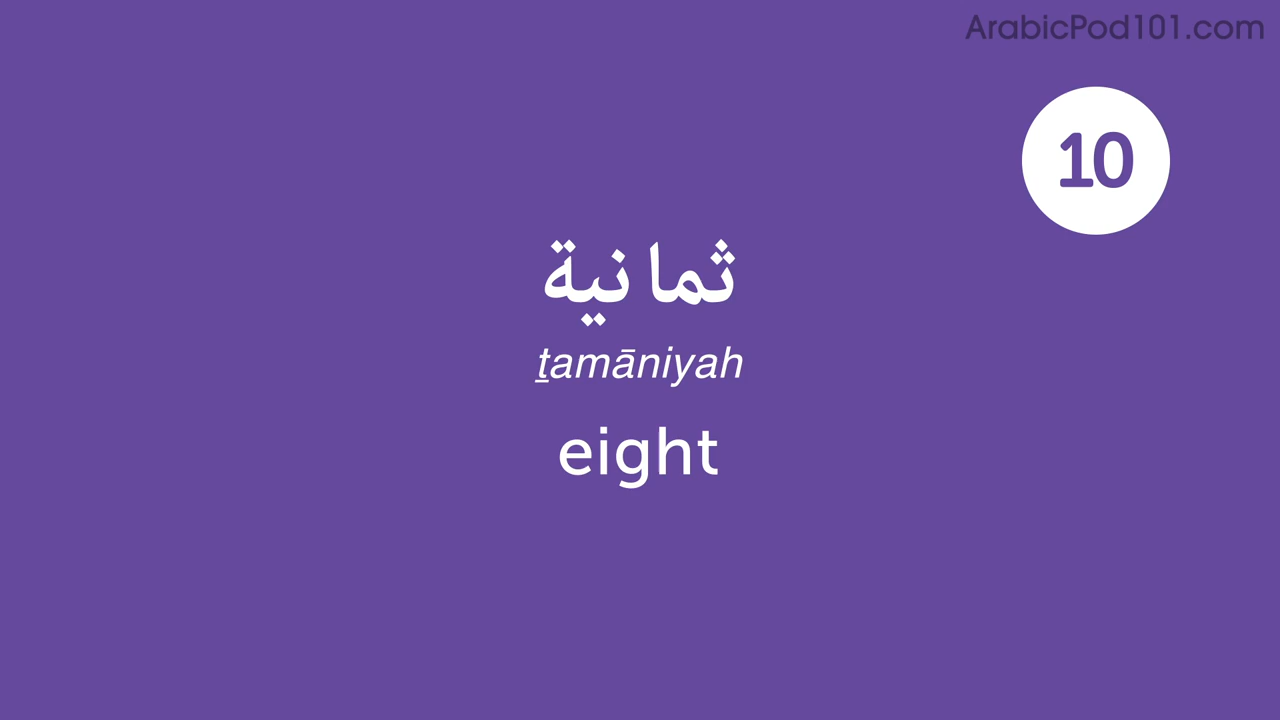 ArabicPod101.com
10
ثمانية
ṯamāniyah
eight